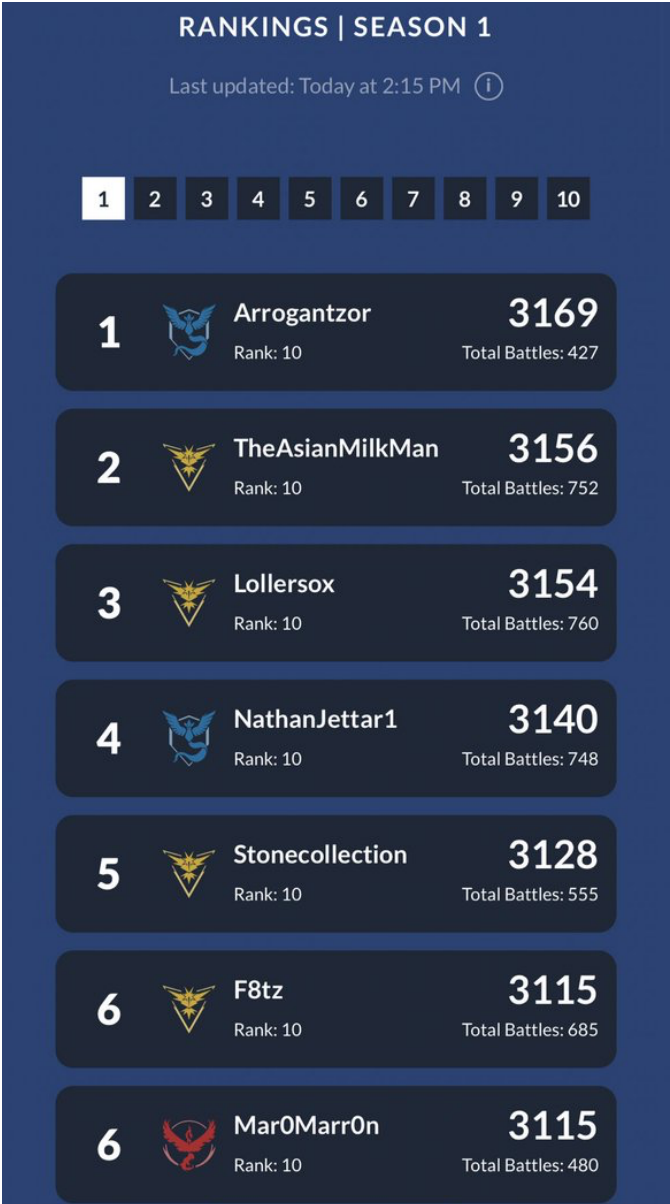 RANKINGS | SEASON 1
Last updated: Today at 2:15 PM i
1 2 3 4 5 6 7 8 9 10
1 Arrogantzor 3169
Rank: 10 Total Battles: 427
2 TheAsianMilkMan 3156
Rank: 10 Total Battles: 752
3 Lollersox 3154
Rank: 10 Total Battles: 760
4 NathanJettar1 3140
Rank: 10 Total Battles: 748
5 Stonecollection 3128
Rank: 10 Total Battles: 555
6 F8tz 3115
Rank: 10 Total Battles: 685
6 Mar0Marr0n 3115
Rank: 10 Total Battles: 480